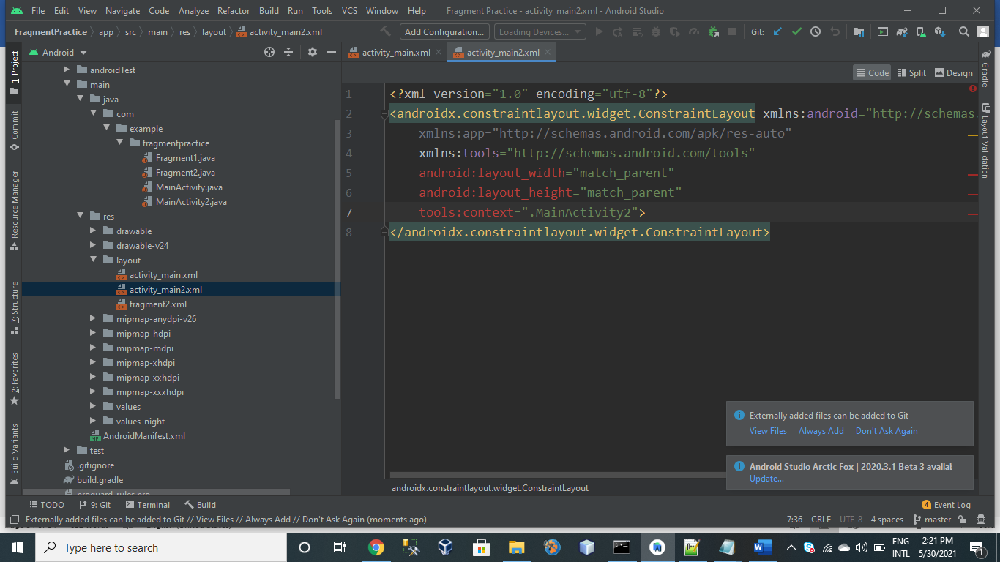 File Edit View Navigate Code Analyze Refactor Build Run Tools VCS Window Help Fragment Practice - activity_main2.xml - Android Studio
FragmentPractice app src main res layout activity_main2.xml Add Configuration... Loading Devices... Git:
1: Project
Commit
Resource Manager
7: Structure
2: Favorites
Build Variants
Android
androidTest
main
java
com
example
fragmentpractice
Fragment1.java
Fragment2.java
MainActivity.java
MainActivity2.java
res
drawable
drawable-v24
layout
activity_main.xml
activity_main2.xml
fragment2.xml
mipmap-anydpi-v26
mipmap-hdpi
mipmap-mdpi
mipmap-xhdpi
mipmap-xxhdpi
mipmap-xxxhdpi
values
values-night
AndroidManifest.xml
test
.gitignore
build.gradle
proguard-rules.pro
activity_main.xml activity_main2.xml
Code Split Design
1 <?xml version="1.0" encoding="utf-8"?>
2 <androidx.constraintlayout.widget.ConstraintLayout xmlns:android="http://schemas
3 xmlns:app="http://schemas.android.com/apk/res-auto"
4 xmlns:tools="http://schemas.android.com/tools"
5 android:layout_width="match_parent"
6 android:layout_height="match_parent"
7 tools:context=".MainActivity2">
8 </androidx.constraintlayout.widget.ConstraintLayout>
Gradle
Layout Validation
Externally added files can be added to Git
View Files Always Add Don't Ask Again
Android Studio Arctic Fox | 2020.3.1 Beta 3 availab
Update...
androidx.constraintlayout.widget.ConstraintLayout
TODO 9: Git Terminal Build 4 Event Log
Externally added files can be added to Git // View Files // Always Add // Don't Ask Again (moments ago) 7:36 CRLF UTF-8 4 spaces master
Type here to search
ENG
INTL
2:21 PM
5/30/2021
1